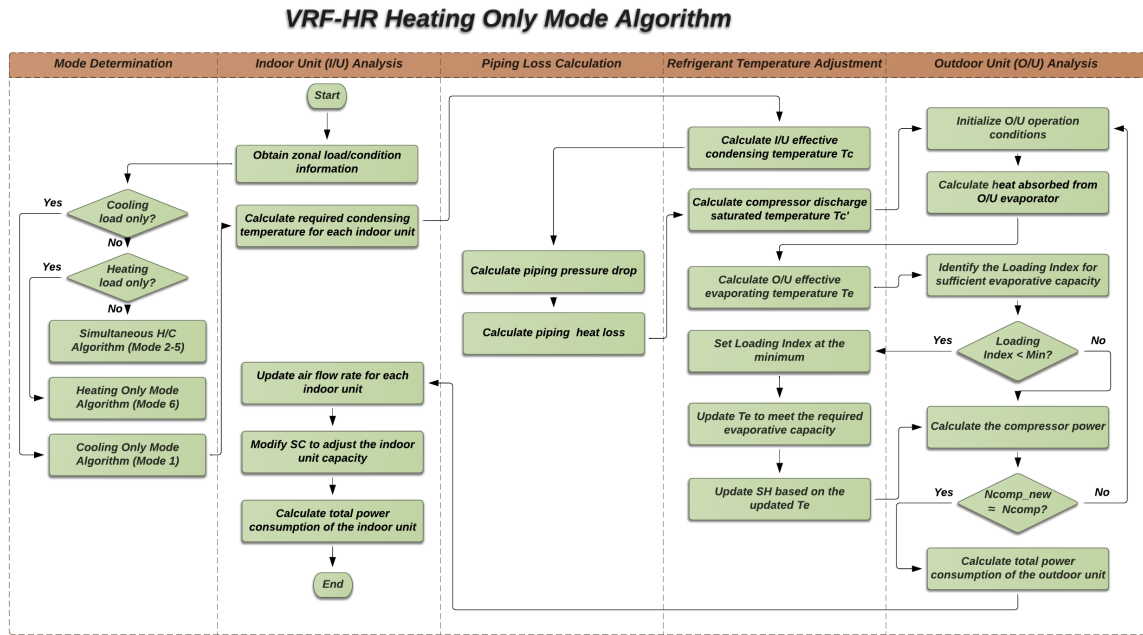 VRF-HR Heating Only Mode Algorithm
Mode Determination
Indoor Unit (I/U) Analysis
Piping Loss Calculation
Refrigerant Temperature Adjustment
Outdoor Unit (O/U) Analysis
Start
Obtain zonal load/condition
information
Yes
Cooling
load only?
No
Yes
Heating
load only?
No
Simultaneous H/C
Algorithm (Mode 2-5)
Heating Only Mode
Algorithm (Mode 6)
Cooling Only Mode
Algorithm (Mode 1)
Calculate required condensing
temperature for each indoor unit
Calculate I/U effective
condensing temperature Tc
Calculate piping pressure drop
Calculate piping heat loss
Calculate compressor discharge
saturated temperature Tc'
Initialize O/U operation
conditions
Calculate heat absorbed from
O/U evaporator
Calculate O/U effective
evaporating temperature Te
Identify the Loading Index for
sufficient evaporative capacity
Loading
Index < Min?
Yes
No
Set Loading Index at the
minimum
Update Te to meet the required
evaporative capacity
Update SH based on the
updated Te
Calculate the compressor power
Ncomp_new
≈ Ncomp?
Yes
No
Calculate total power
consumption of the outdoor unit
Update air flow rate for each
indoor unit
Modify SC to adjust the indoor
unit capacity
Calculate total power
consumption of the indoor unit
End